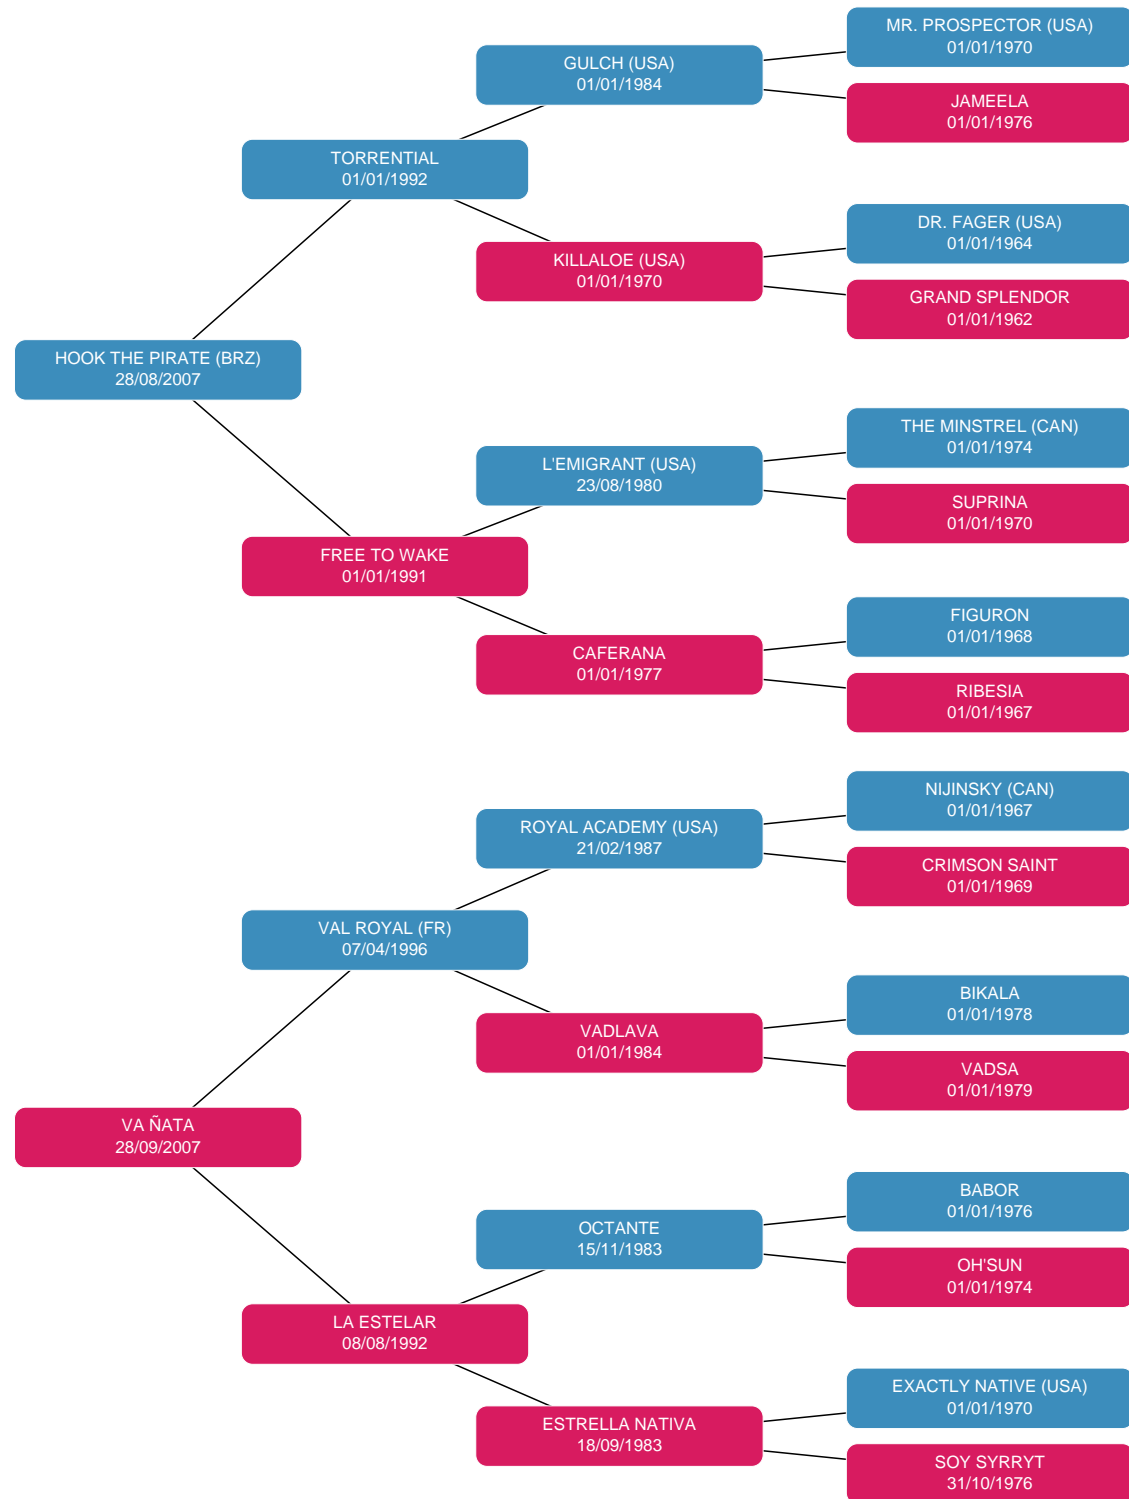 MR. PROSPECTOR (USA)
01/01/1970
GULCH (USA)
01/01/1984
JAMEELA
01/01/1976
TORRENTIAL
01/01/1992
DR. FAGER (USA)
01/01/1964
KILLALOE (USA)
01/01/1970
GRAND SPLENDOR
01/01/1962
HOOK THE PIRATE (BRZ)
28/08/2007
THE MINSTREL (CAN)
01/01/1974
L'EMIGRANT (USA)
23/08/1980
SUPRINA
01/01/1970
FREE TO WAKE
01/01/1991
FIGURON
01/01/1968
CAFERANA
01/01/1977
RIBESIA
01/01/1967
NIJINSKY (CAN)
01/01/1967
ROYAL ACADEMY (USA)
21/02/1987
CRIMSON SAINT
01/01/1969
VAL ROYAL (FR)
07/04/1996
BIKALA
01/01/1978
VADLAVA
01/01/1984
VADSA
01/01/1979
VA ÑATA
28/09/2007
BABOR
01/01/1976
OCTANTE
15/11/1983
OH'SUN
01/01/1974
LA ESTELAR
08/08/1992
EXACTLY NATIVE (USA)
01/01/1970
ESTRELLA NATIVA
18/09/1983
SOY SYRRYT
31/10/1976